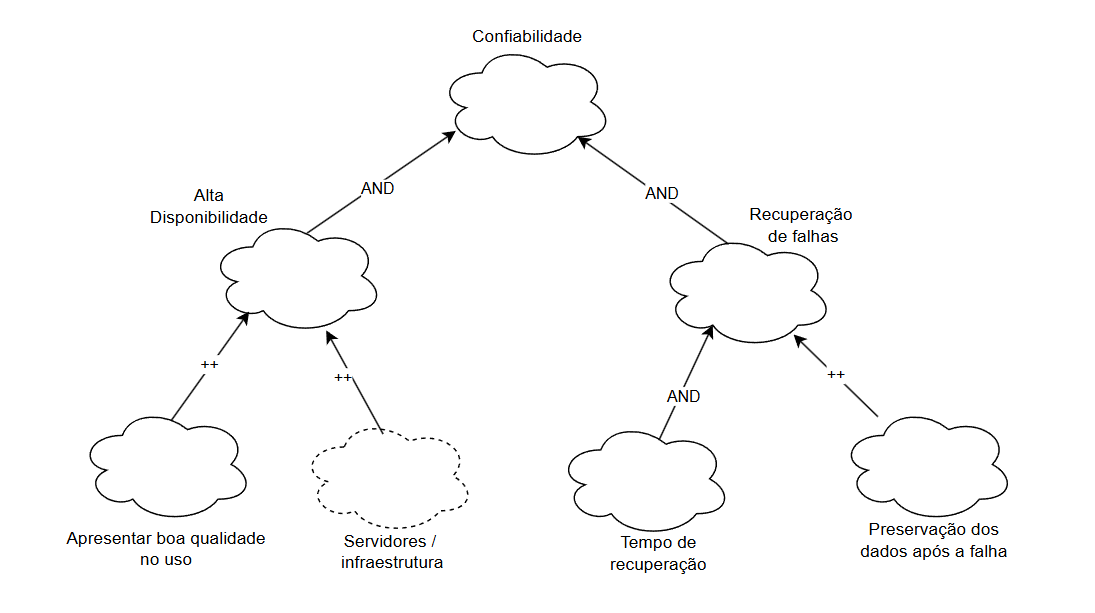 Confiabilidade
AND
AND
Alta
Disponibilidade
Recuperação
de falhas
++
++
AND
++
Apresentar boa qualidade
no uso
Servidores /
infraestrutura
Tempo de
recuperação
Preservação dos
dados após a falha